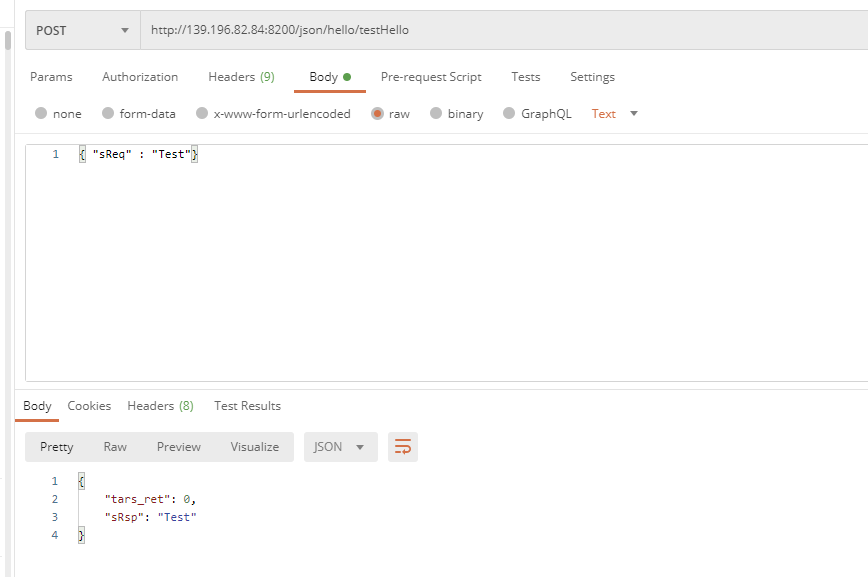 POST http://139.196.82.84:8200/json/hello/testHello
Params Authorization Headers (9) Body Pre-request Script Tests Settings
none form-data x-www-form-urlencoded raw binary GraphQL Text
1 { "sReq" : "Test"}
Body Cookies Headers (8) Test Results
Pretty Raw Preview Visualize JSON
1 {
2 "tars_ret": 0,
3 "sRsp": "Test"
4 }